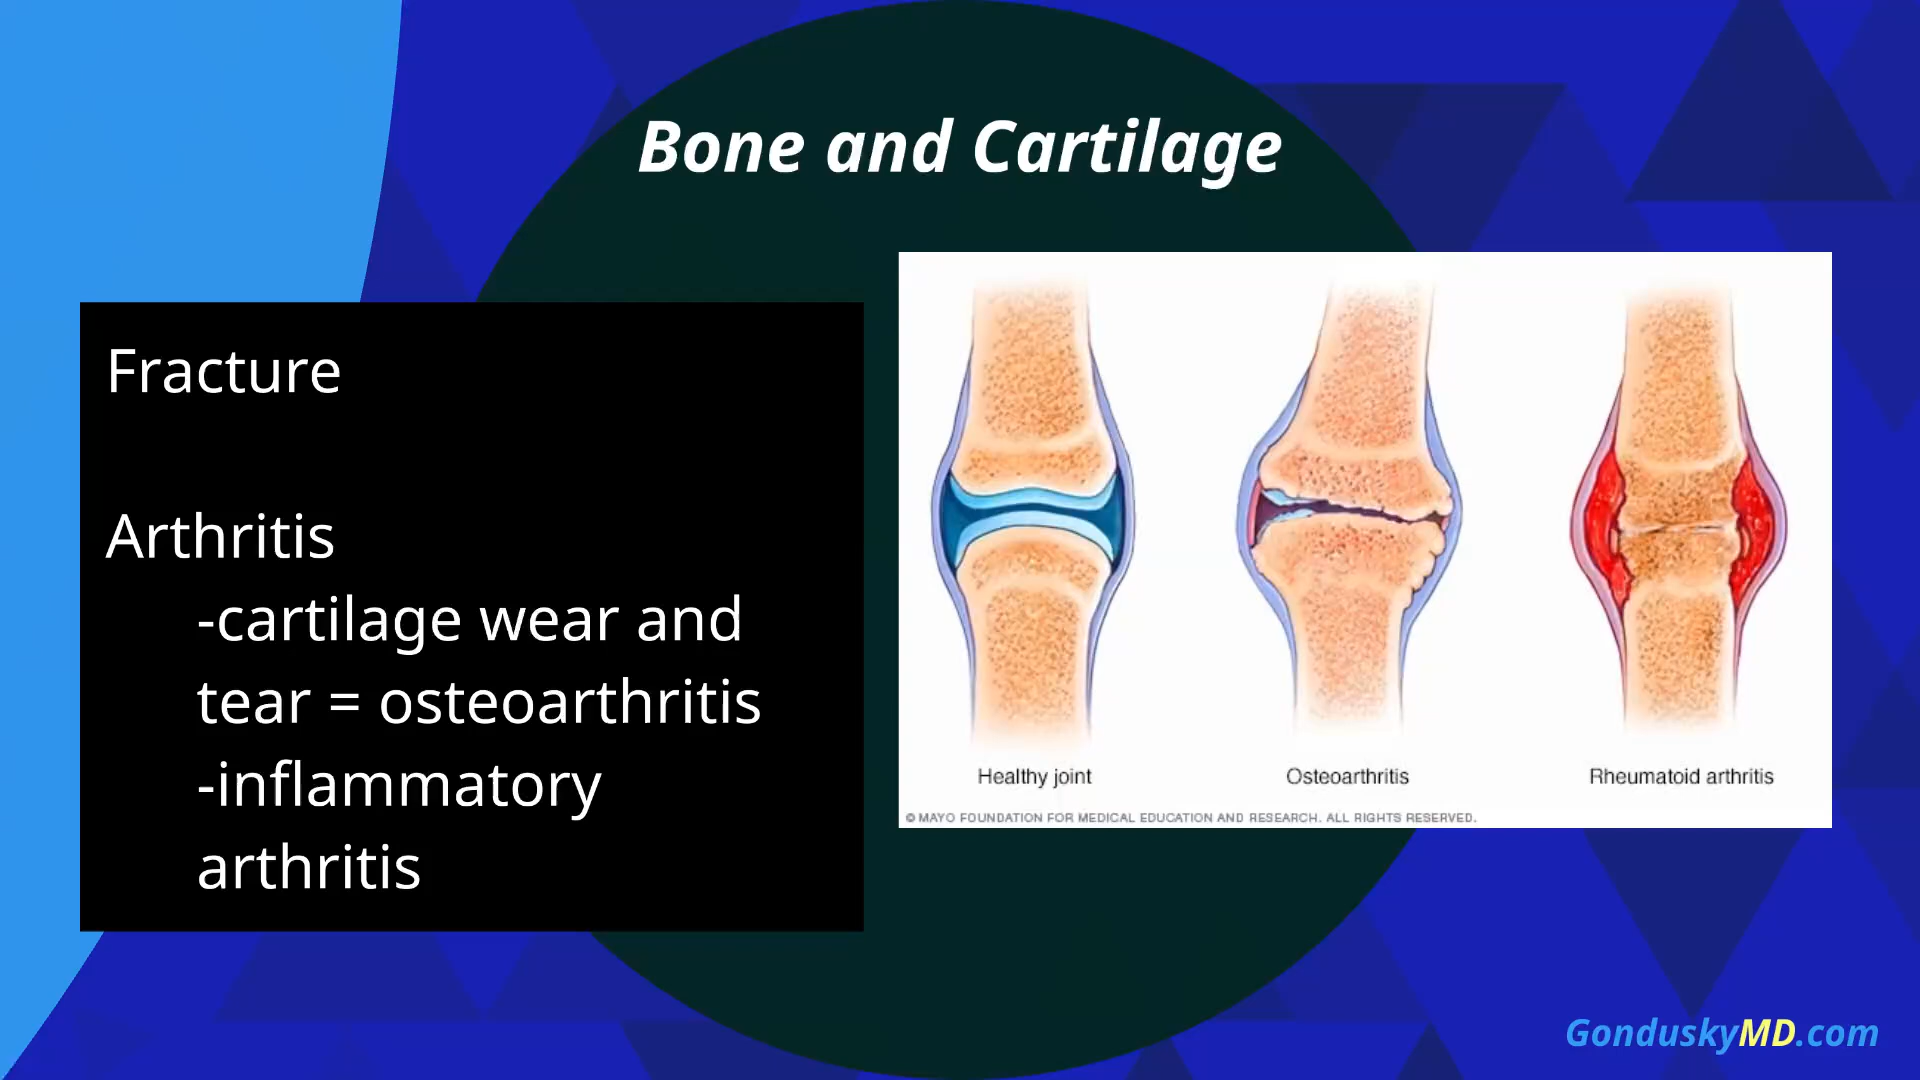 Bone and Cartilage
Fracture
Arthritis
-cartilage wear and
tear = osteoarthritis
-inflammatory
arthritis
Healthy joint
Osteoarthritis
Rheumatoid arthritis
© MAYO FOUNDATION FOR MEDICAL EDUCATION AND RESEARCH. ALL RIGHTS RESERVED.
GonduskyMD.com